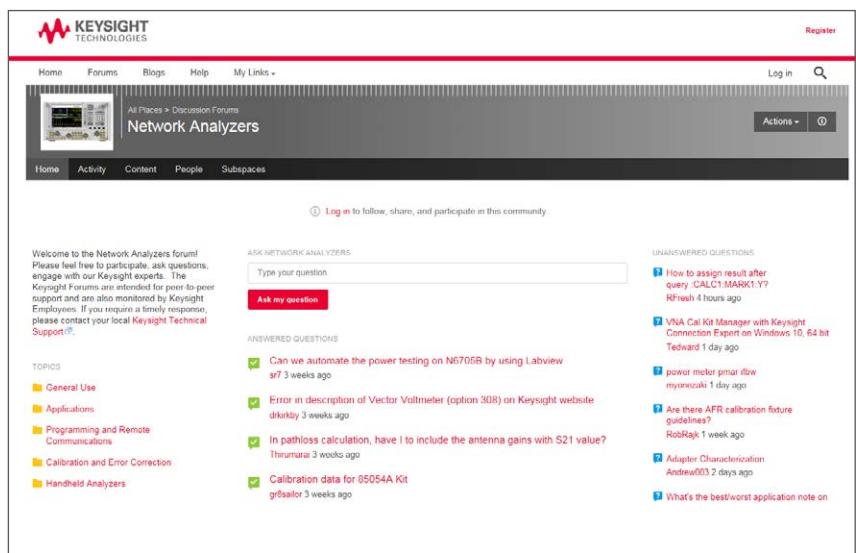 KEYSIGHT
TECHNOLOGIES
Register
Home Forums Blogs Help My Links
Log in
All Places > Discussion Forums
Network Analyzers
Actions
Home Activity Content People Subspaces
Log in to follow, share, and participate in this community
Welcome to the Network Analyzers forum!
Please feel free to participate, ask questions,
engage with our Keysight experts. The
Keysight Forums are intended for peer-to-peer
support and are also monitored by Keysight
Employees. If you require a timely response,
please contact your local Keysight Technical
Support.
TOPICS
General Use
Applications
Programming and Remote
Communications
Calibration and Error Correction
Handheld Analyzers
ASK NETWORK ANALYZERS
Type your question
Ask my question
ANSWERED QUESTIONS
Can we automate the power testing on N6705B by using Labview
sr7 3 weeks ago
Error in description of Vector Voltmeter (option 308) on Keysight website
drkirkby 3 weeks ago
In pathloss calculation, have I to include the antenna gains with S21 value?
Thirumarai 3 weeks ago
Calibration data for 85054A Kit
gr8sailor 3 weeks ago
UNANSWERED QUESTIONS
How to assign result after
query :CALC1:MARK1:Y?
RFresh 4 hours ago
VNA Cal Kit Manager with Keysight
Connection Expert on Windows 10, 64 bit
Tedward 1 day ago
power meter pmar ifbw
myonezaki 1 day ago
Are there AFR calibration fixture
guidelines?
RobRajk 1 week ago
Adapter Characterization
Andrew003 2 days ago
What's the best/worst application note on